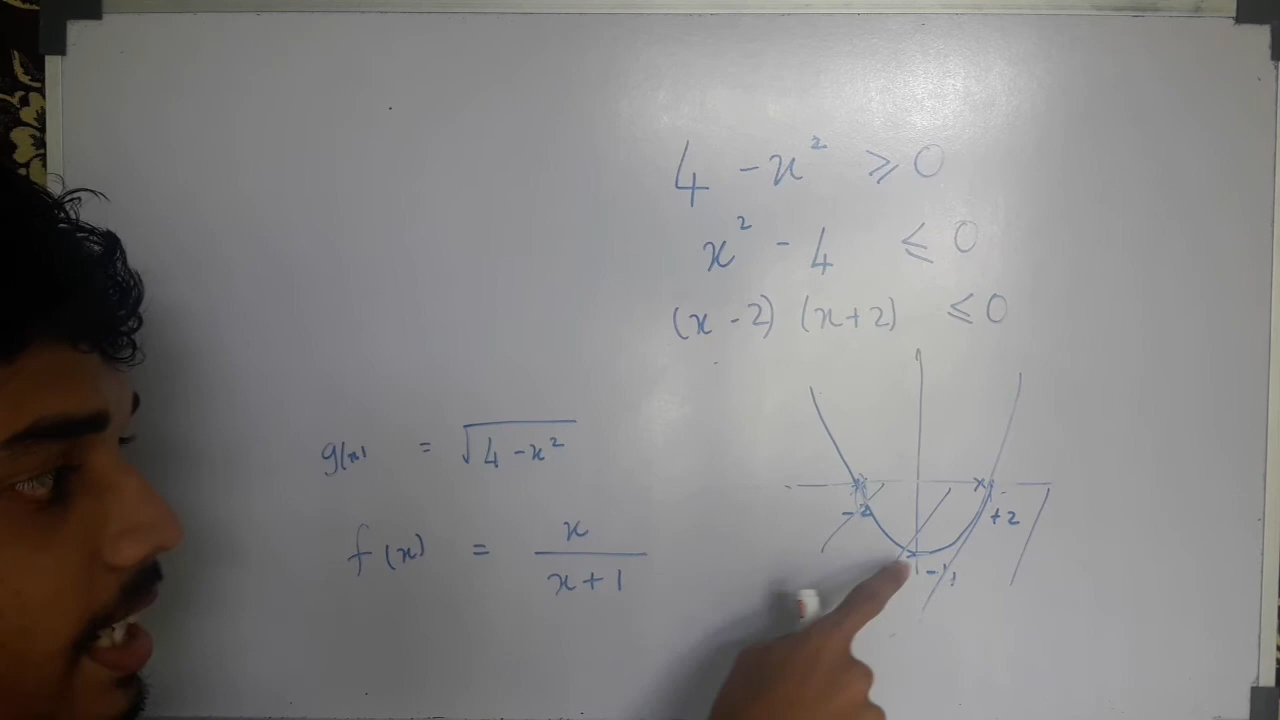 4 - x² ≥ 0
x² - 4 ≤ 0
(x - 2) (x + 2) ≤ 0
g(x) = √4 - x²
f(x) = x / x + 1
-2
+2